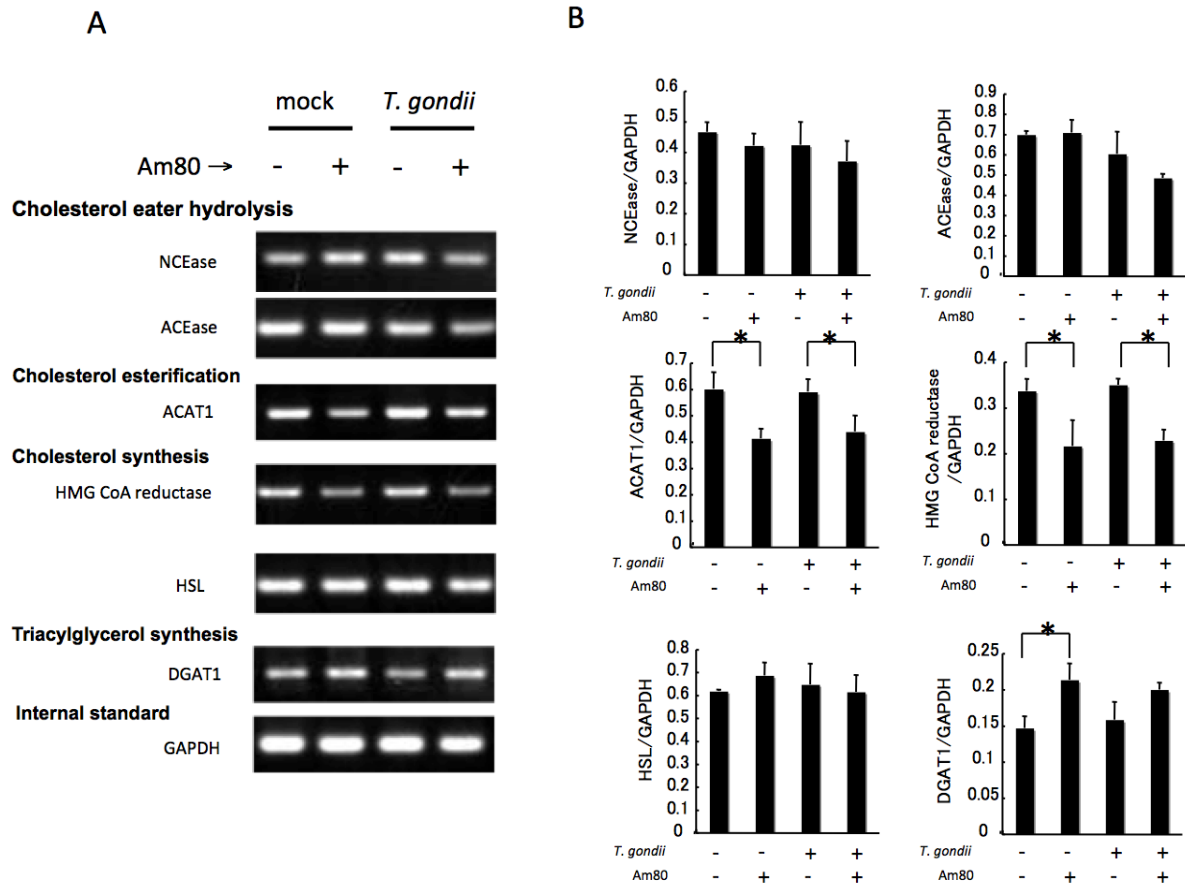 A
mock T. gondii
Am80 → - + - +
Cholesterol eater hydrolysis
NCEase
ACEase
Cholesterol esterification
ACAT1
Cholesterol synthesis
HMG CoA reductase
HSL
Triacylglycerol synthesis
DGAT1
Internal standard
GAPDH
B
NCEase/GAPDH
0.6
0.5
0.4
0.3
0.2
0.1
0
T. gondii - - + +
Am80 - + - +
ACEase/GAPDH
0.9
0.8
0.7
0.6
0.5
0.4
0.3
0.2
0.1
0
- - + +
- + - +
ACAT1/GAPDH
0.7
0.6
0.5
0.4
0.3
0.2
0.1
0
* *
T. gondii - - + +
Am80 - + - +
HMG CoA reductase
/GAPDH
0.4
0.3
0.2
0.1
0
* *
- - + +
- + - +
HSL/GAPDH
0.8
0.7
0.6
0.5
0.4
0.3
0.2
0.1
0
T. gondii - - + +
Am80 - + - +
DGAT1/GAPDH
0.25
0.2
0.15
0.1
0.05
0
*
- - + +
- + - +